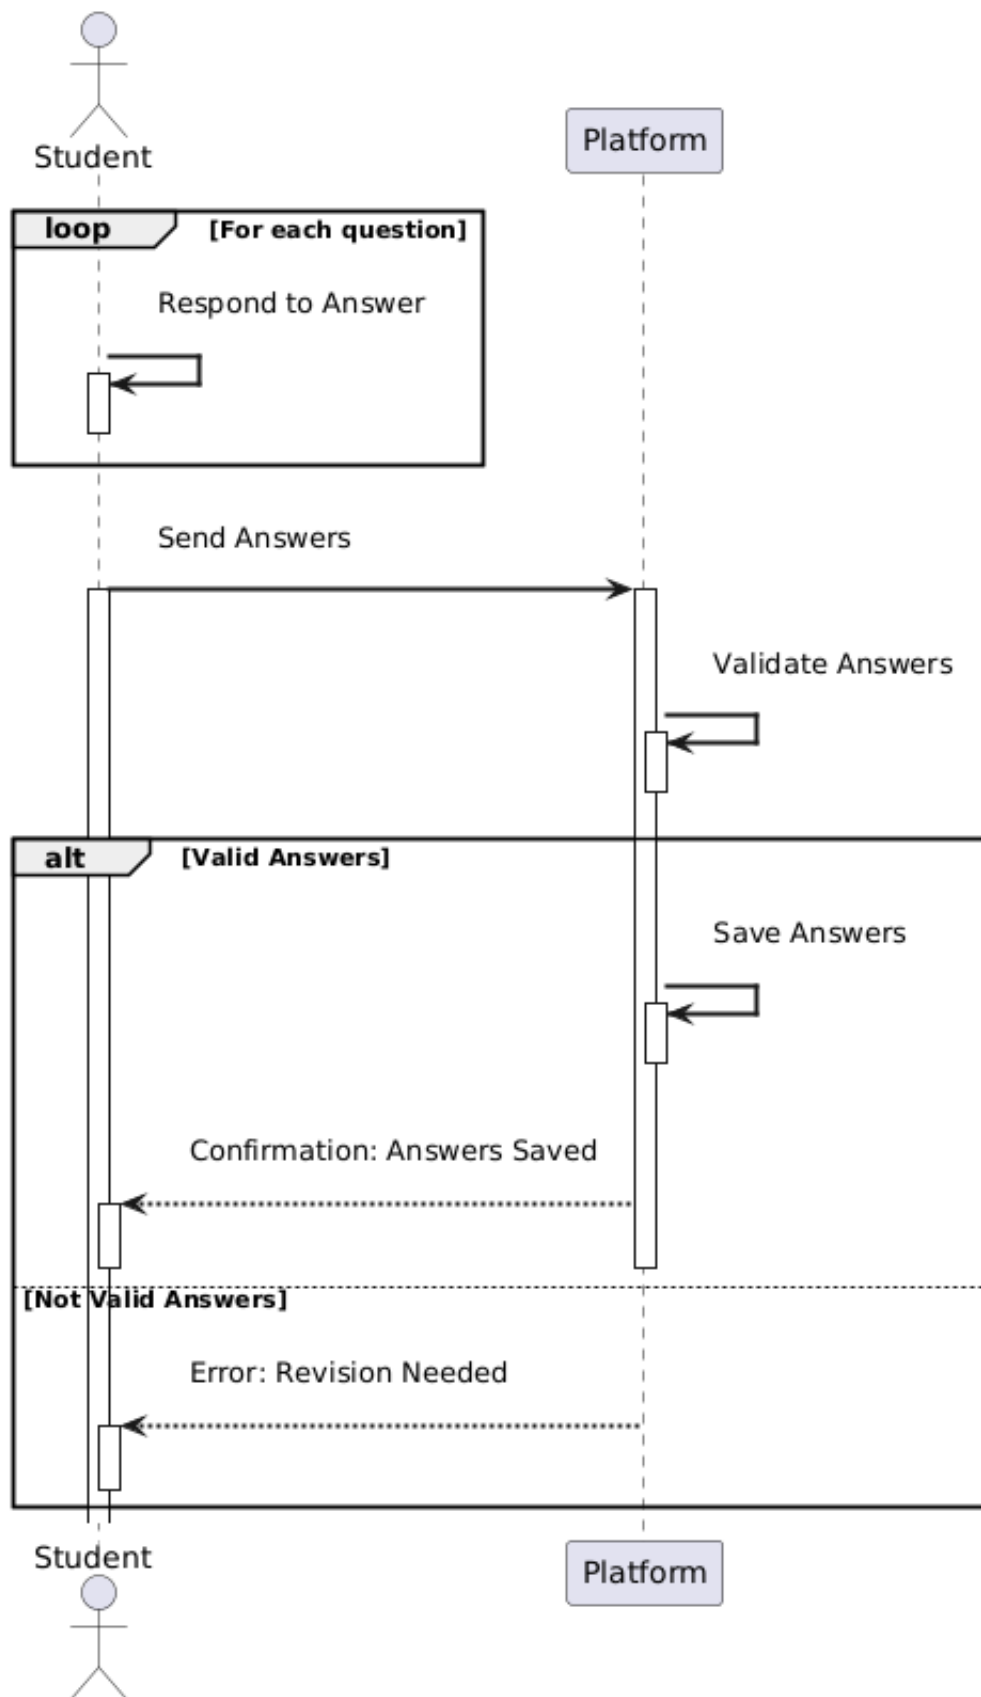 Student
Platform
loop
[For each question]
Respond to Answer
Send Answers
Validate Answers
alt
[Valid Answers]
Save Answers
Confirmation: Answers Saved
[Not Valid Answers]
Error: Revision Needed
Student
Platform